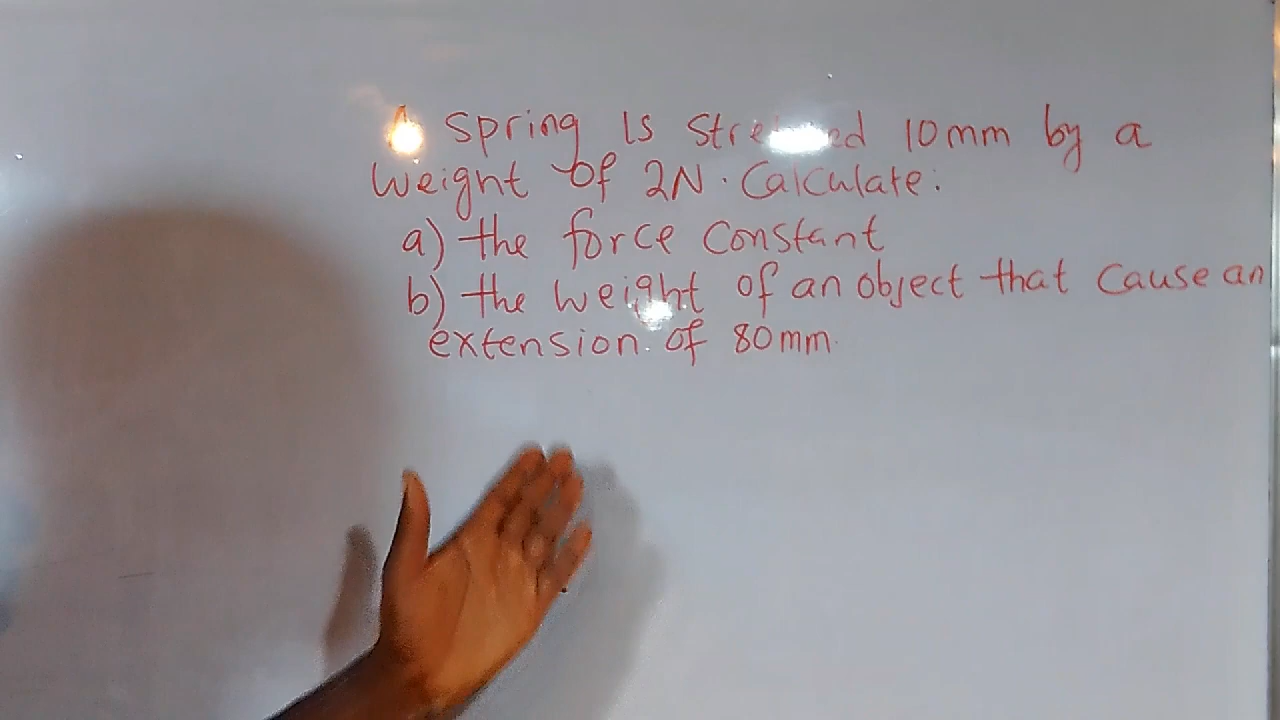 A spring is stretched 10mm by a
weight of 2N. Calculate:
a) the force constant
b) the weight of an object that cause an
extension of 80mm.